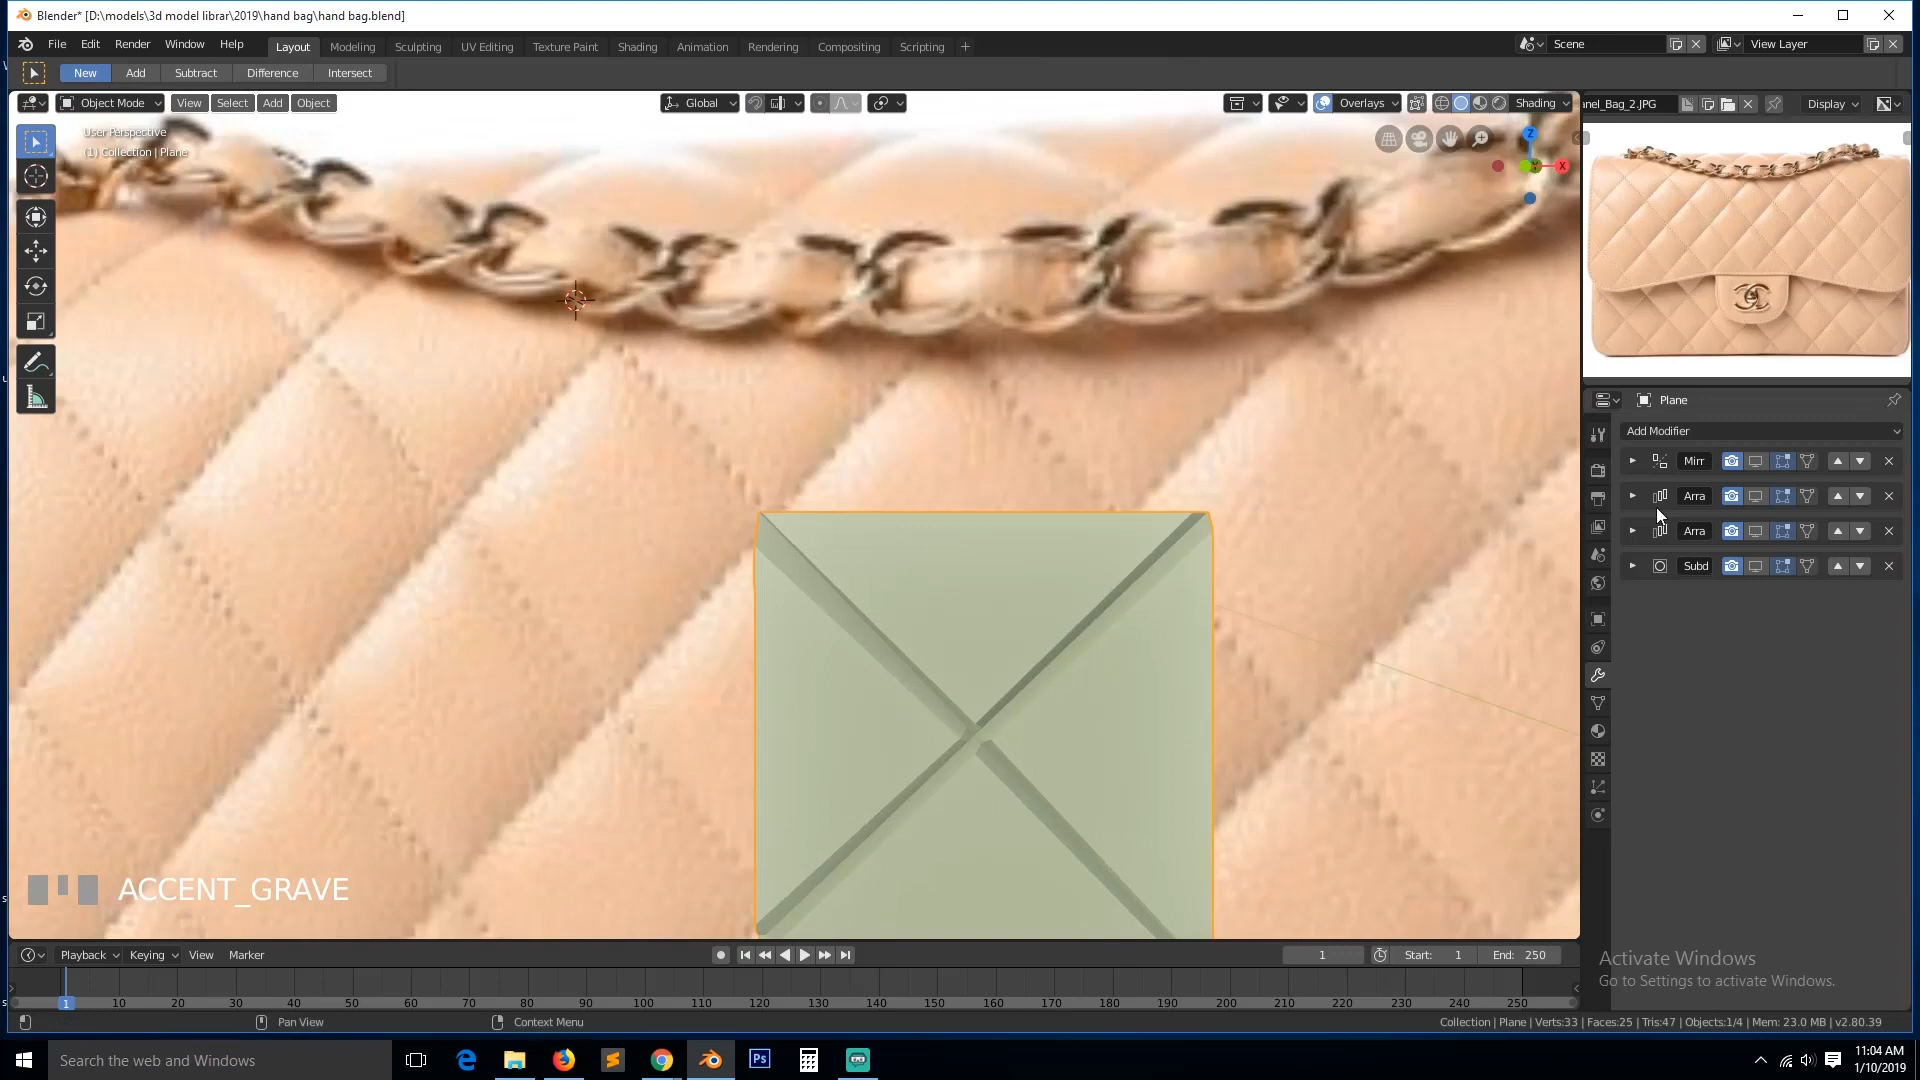 Blender* [D:\models\3d model librar\2019\hand bag\hand bag.blend]
File Edit Render Window Help
Layout Modeling Sculpting UV Editing Texture Paint Shading Animation Rendering Compositing Scripting +
Scene
View Layer
New Add Subtract Difference Intersect
Object Mode View Select Add Object
Global
Overlays
Shading
anel_Bag_2.JPG
Display
User Perspective
(1) Collection | Plane
Z
X
Plane
Add Modifier
Mirr
Arra
Arra
Subd
ACCENT_GRAVE
Activate Windows
Go to Settings to activate Windows.
Playback Keying View Marker
1
Start: 1
End: 250
1 10 20 30 40 50 60 70 80 90 100 110 120 130 140 150 160 170 180 190 200 210 220 230 240 250
Pan View
Context Menu
Collection | Plane | Verts:33 | Faces:25 | Tris:47 | Objects:1/4 | Mem: 23.0 MB | v2.80.39
Search the web and Windows
Ps
11:04 AM
1/10/2019